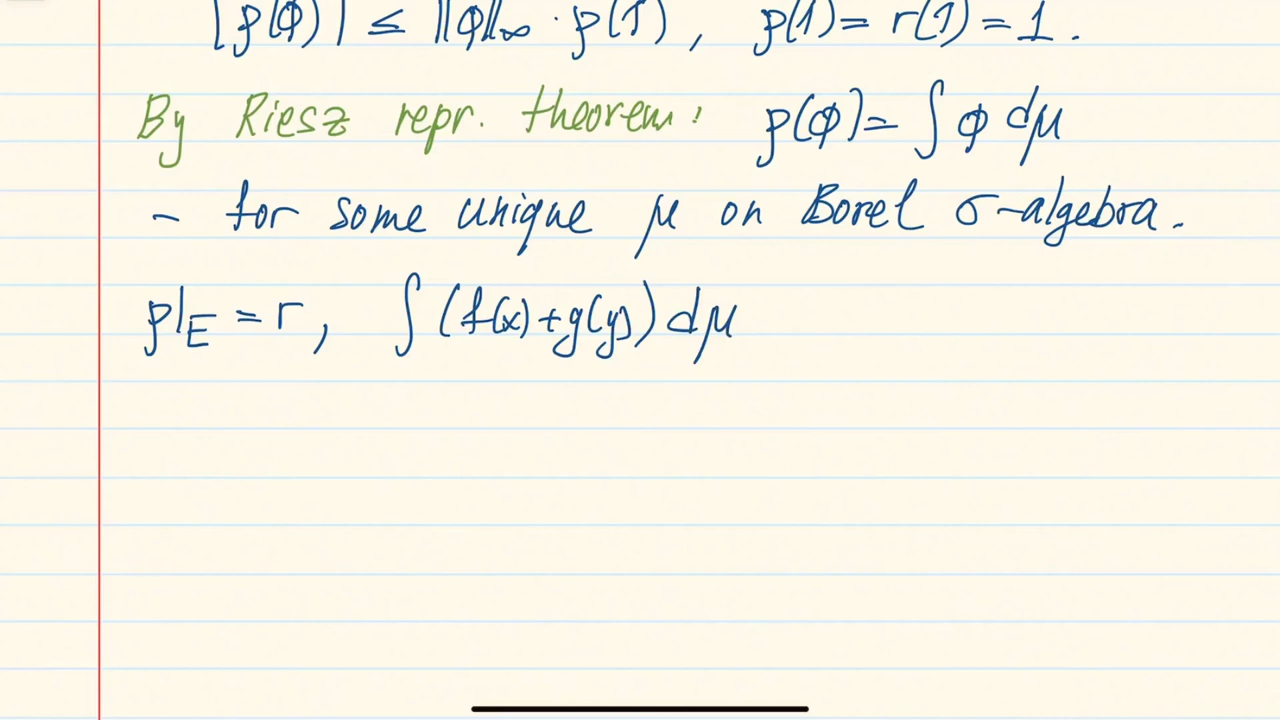 |p(φ)| ≤ ||φ||∞ · p(1), p(1) = r(1) = 1.
By Riesz repr. theorem: p(φ) = ∫ φ dμ
- for some unique μ on Borel σ-algebra.
p|E = r, ∫ (f(x) + g(y)) dμ